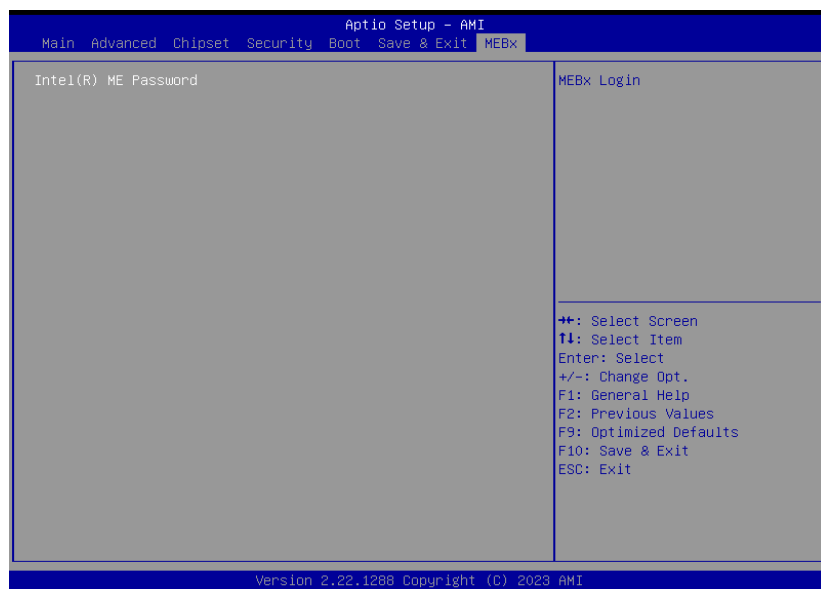 Aptio Setup – AMI
Main Advanced Chipset Security Boot Save & Exit MEBx
Intel(R) ME Password
MEBx Login
→←: Select Screen
↑↓: Select Item
Enter: Select
+/-: Change Opt.
F1: General Help
F2: Previous Values
F9: Optimized Defaults
F10: Save & Exit
ESC: Exit
Version 2.22.1288 Copyright (C) 2023 AMI